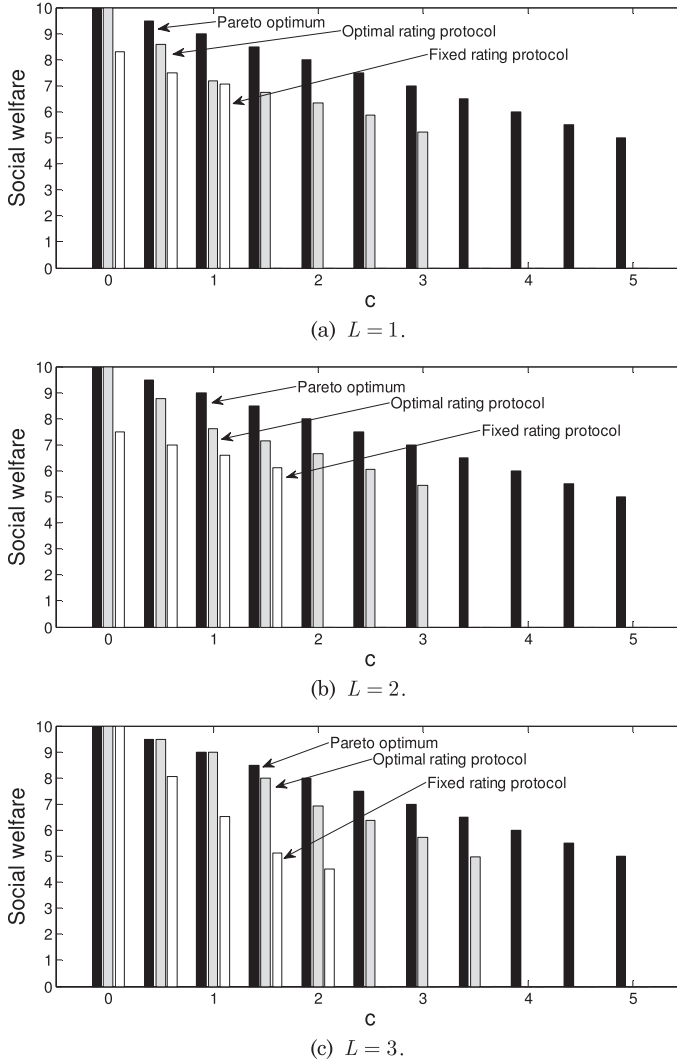 10
9
8
7
6
5
4
3
2
1
0
Social welfare
Pareto optimum
Optimal rating protocol
Fixed rating protocol
0 1 2 3 4 5
c
(a) L = 1.
10
9
8
7
6
5
4
3
2
1
0
Social welfare
Pareto optimum
Optimal rating protocol
Fixed rating protocol
0 1 2 3 4 5
c
(b) L = 2.
10
9
8
7
6
5
4
3
2
1
0
Social welfare
Pareto optimum
Optimal rating protocol
Fixed rating protocol
0 1 2 3 4 5
c
(c) L = 3.